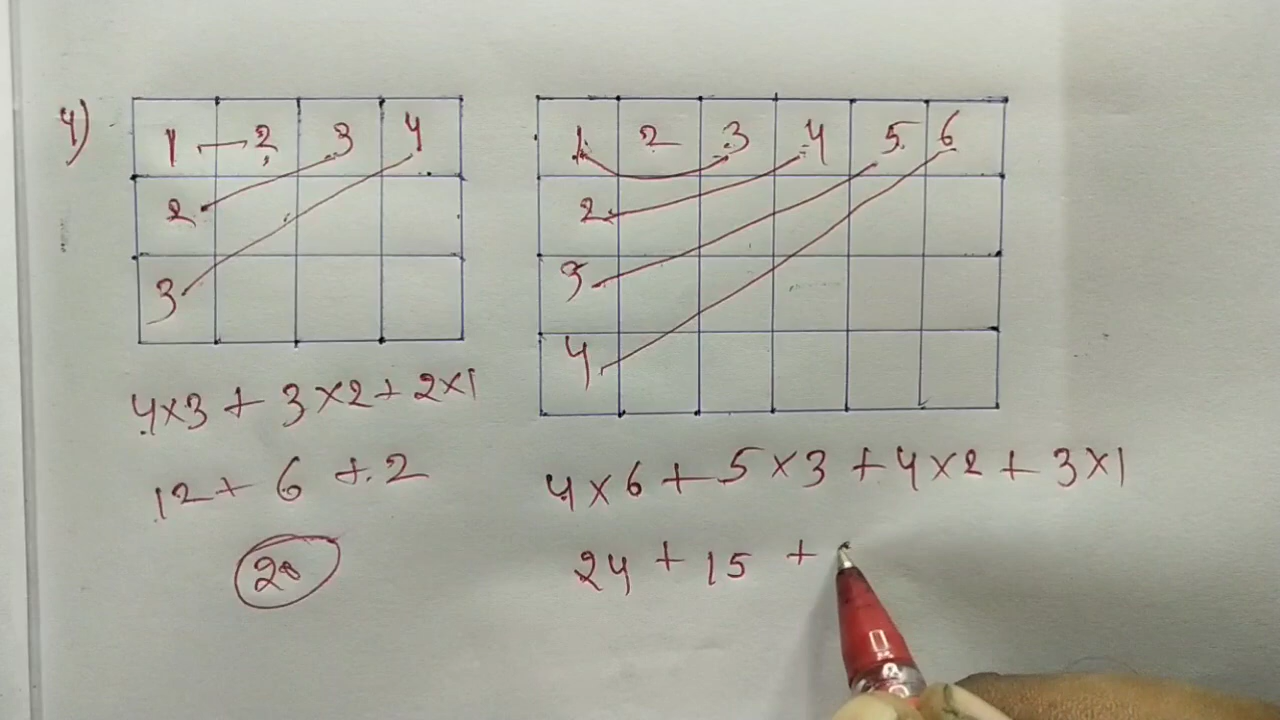 4)
1 2 3 4
2
3
4×3 + 3×2 + 2×1
12 + 6 + 2
20
1 2 3 4 5 6
2
3
4
4×6 + 5×3 + 4×2 + 3×1
24 + 15 +